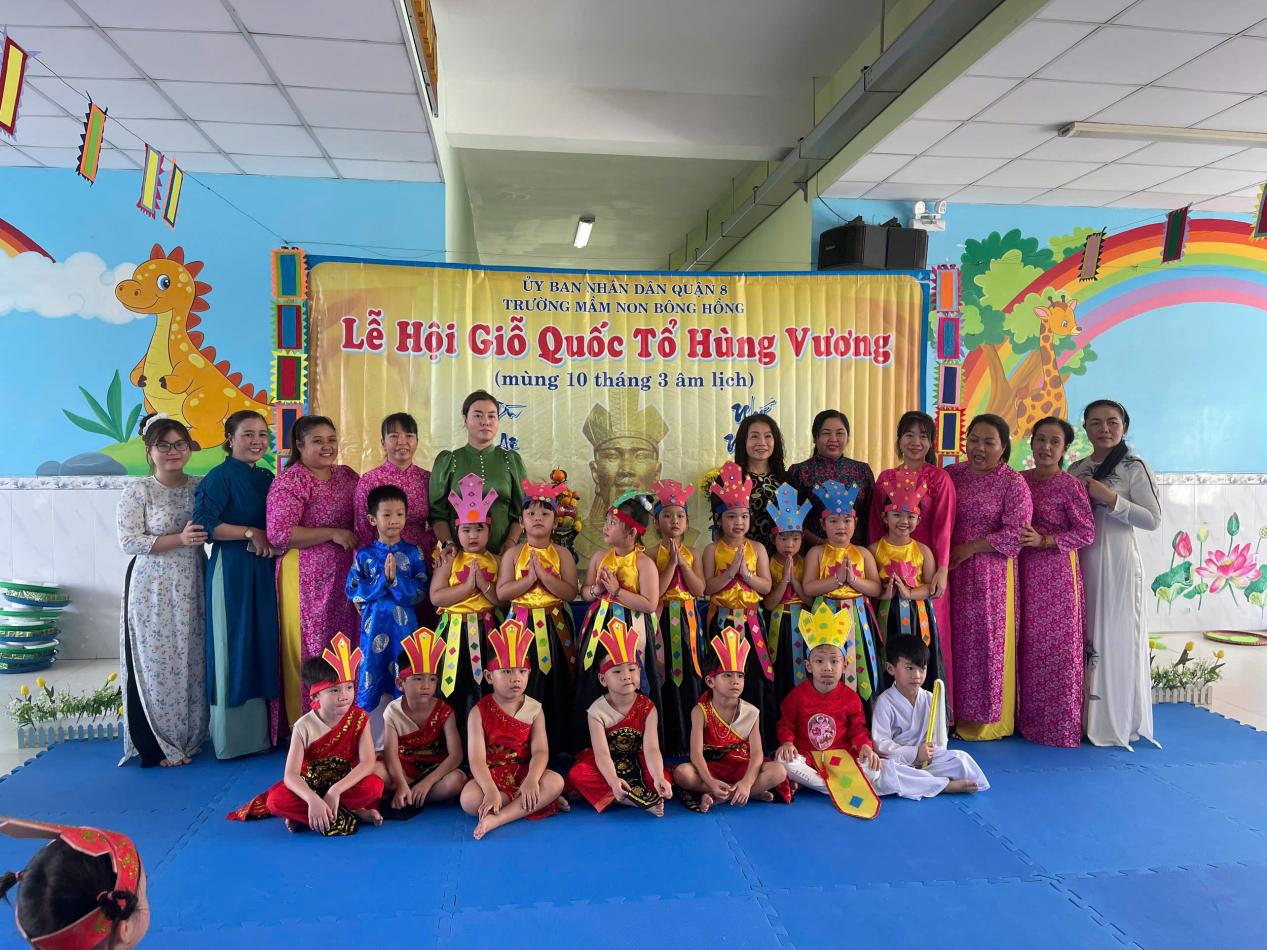 ỦY BAN NHÂN DÂN QUẬN 8
TRƯỜNG MẦM NON BÔNG HỒNG
Lễ Hội Giỗ Quốc Tổ Hùng Vương
(mùng 10 tháng 3 âm lịch)